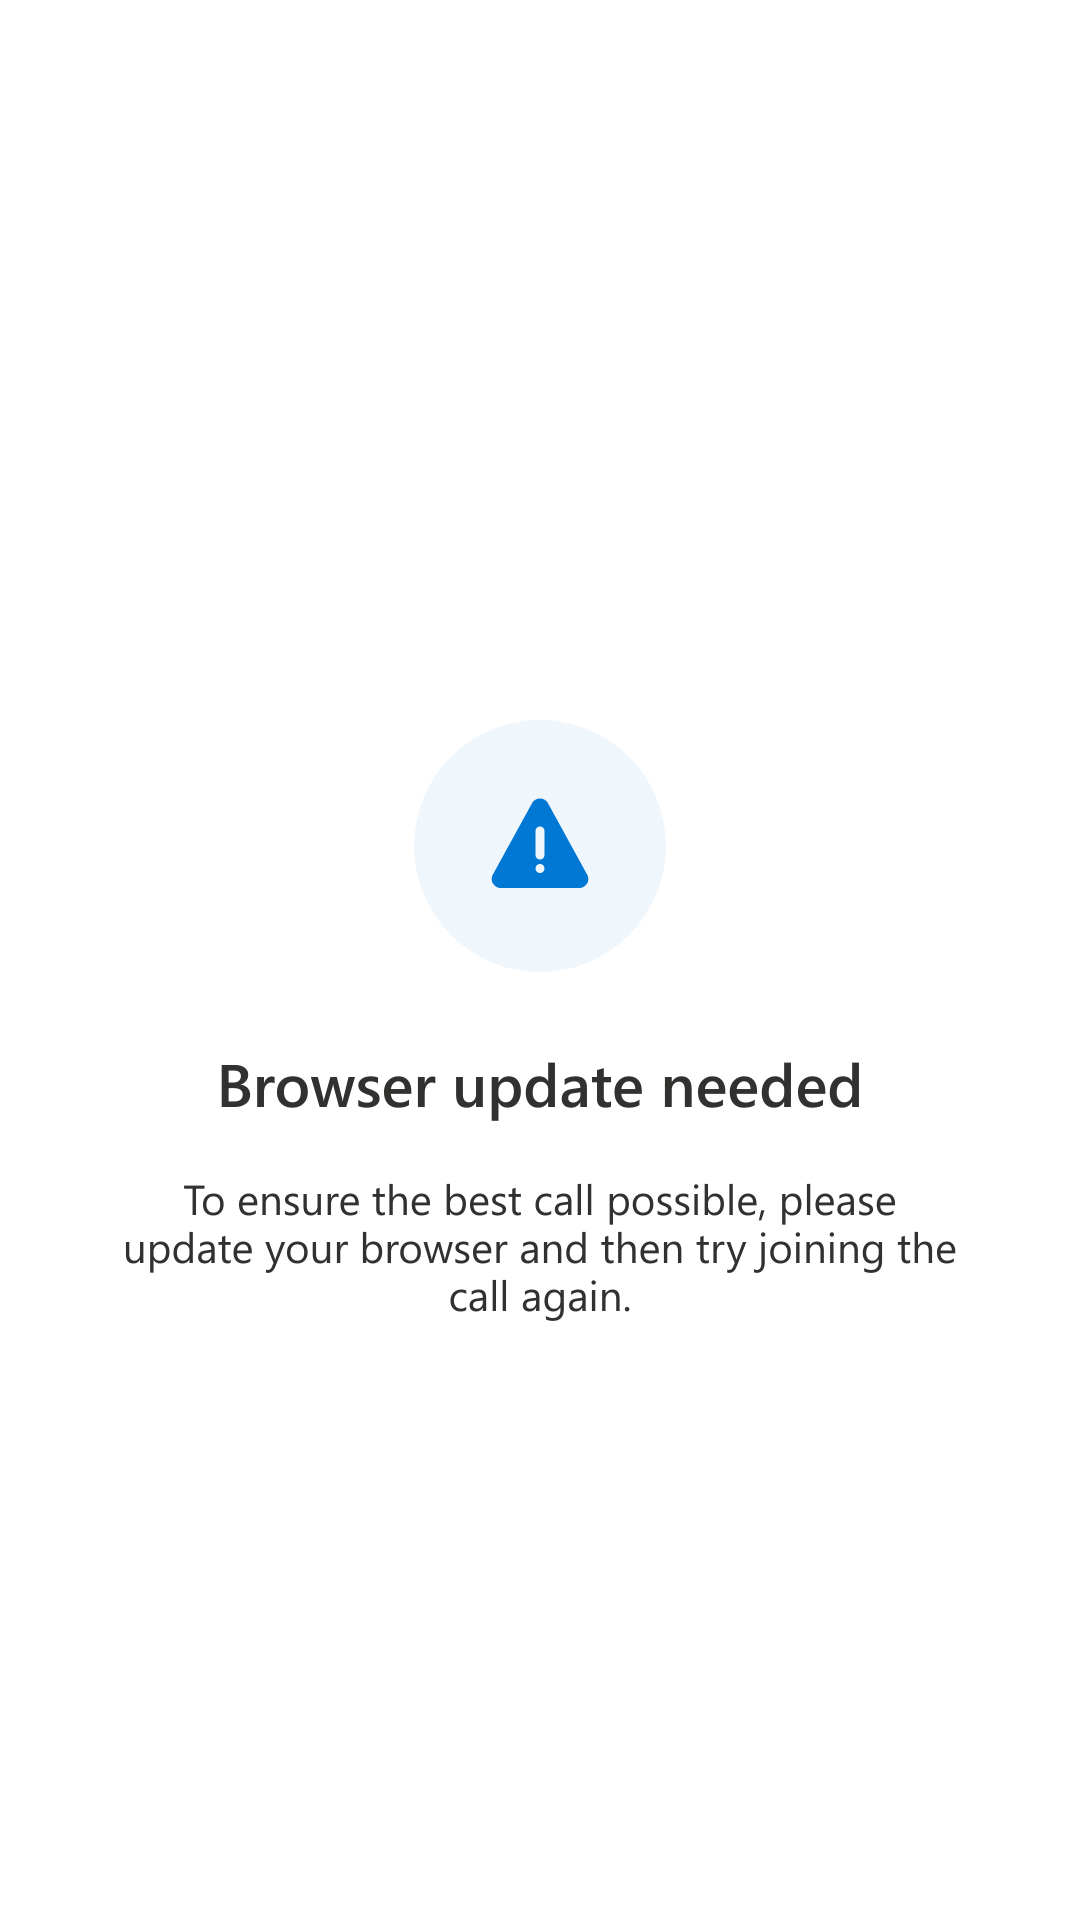 Browser update needed
To ensure the best call possible, please
update your browser and then try joining the
call again.